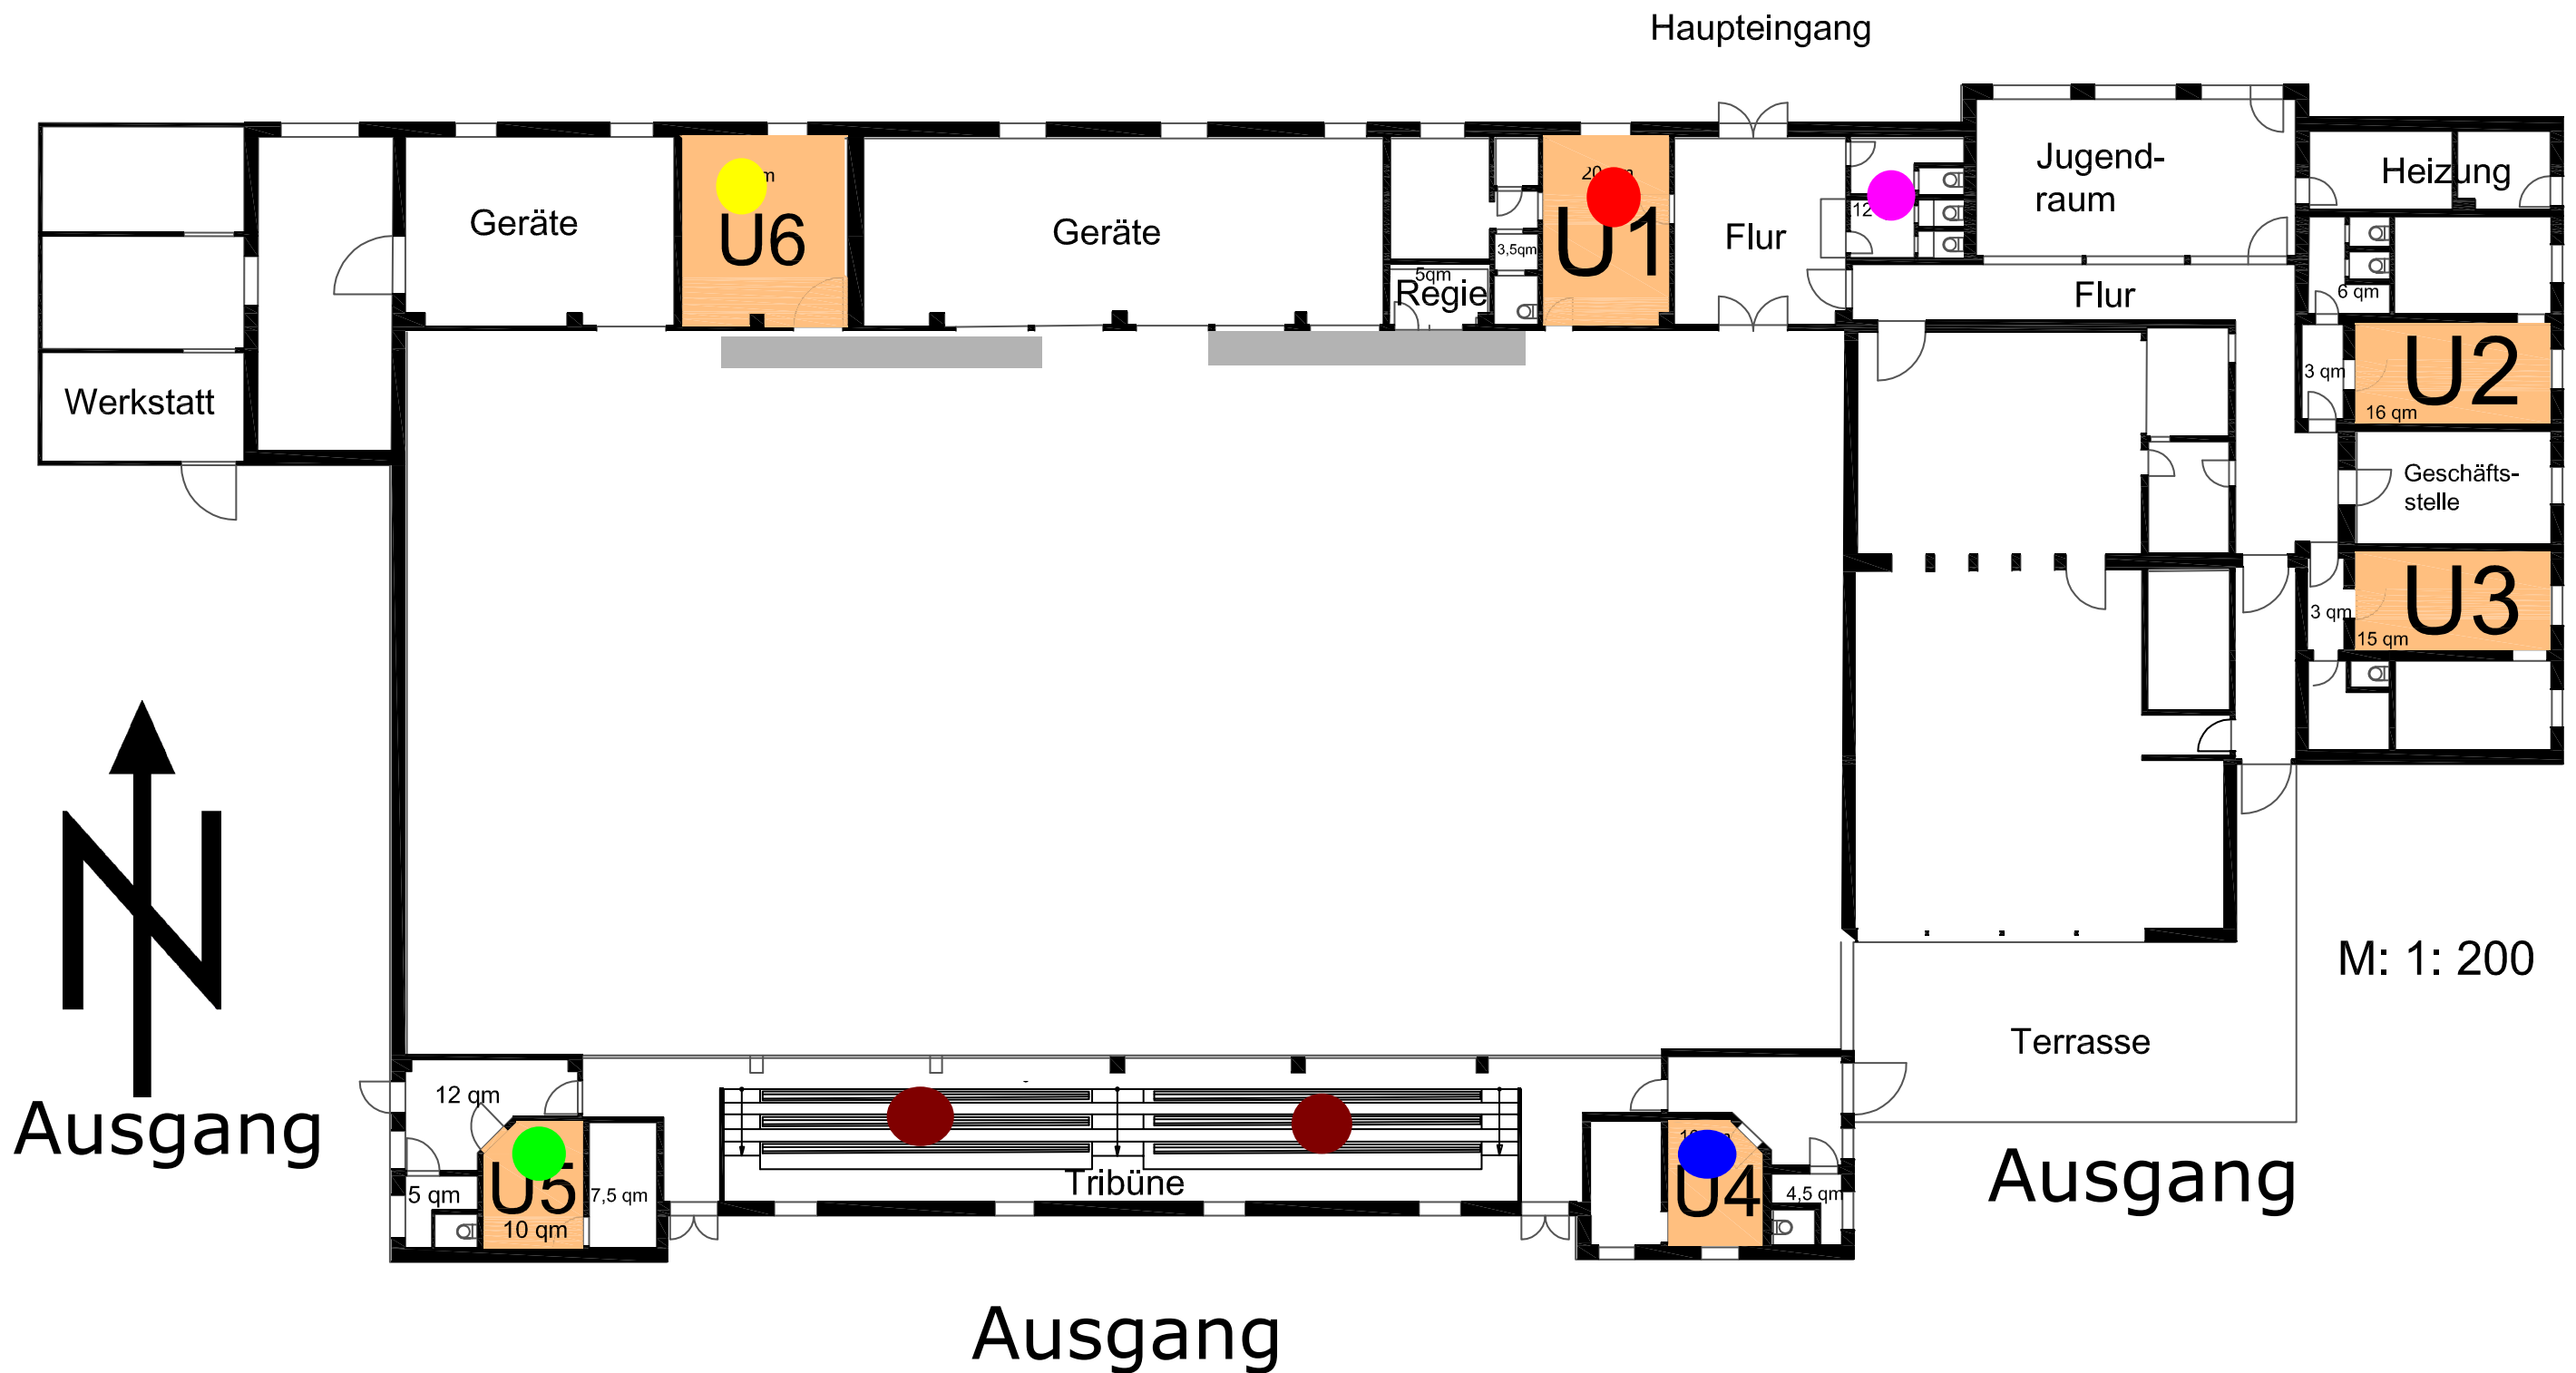 Haupteingang
Jugend-
raum
Heizung
Geräte
U6
Geräte
U1
3,5qm
5qm
Regie
Flur
12
Flur
6 qm
3 qm
U2
16 qm
Werkstatt
Geschäfts-
stelle
3 qm
U3
15 qm
N
M: 1: 200
Terrasse
Ausgang
12 qm
5 qm
U5
10 qm
7,5 qm
Tribüne
U4
4,5 qm
Ausgang
Ausgang